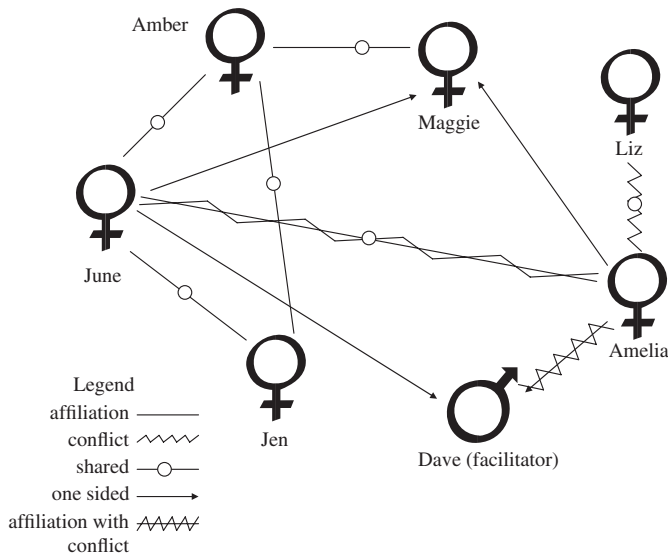 Amber
Maggie
Liz
June
Amelia
Jen
Dave (facilitator)
Legend
affiliation
conflict
shared
one sided
affiliation with
conflict